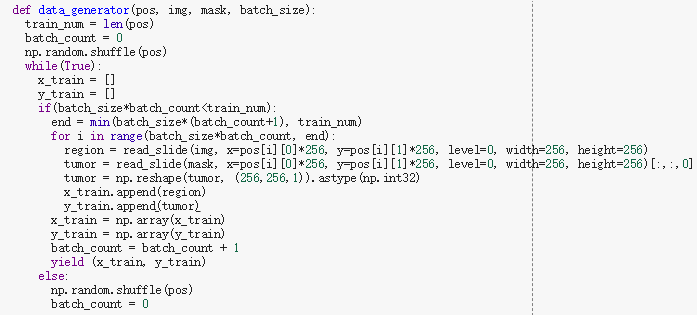 def data_generator(pos, img, mask, batch_size):
    train_num = len(pos)
    batch_count = 0
    np.random.shuffle(pos)
    while(True):
        x_train = []
        y_train = []
        if(batch_size*batch_count<train_num):
            end = min(batch_size*(batch_count+1), train_num)
            for i in range(batch_size*batch_count, end):
                region = read_slide(img, x=pos[i][0]*256, y=pos[i][1]*256, level=0, width=256, height=256)
                tumor = read_slide(mask, x=pos[i][0]*256, y=pos[i][1]*256, level=0, width=256, height=256)[:,:,0]
                tumor = np.reshape(tumor, (256,256,1)).astype(np.int32)
                x_train.append(region)
                y_train.append(tumor)
            x_train = np.array(x_train)
            y_train = np.array(y_train)
            batch_count = batch_count + 1
            yield (x_train, y_train)
        else:
            np.random.shuffle(pos)
            batch_count = 0